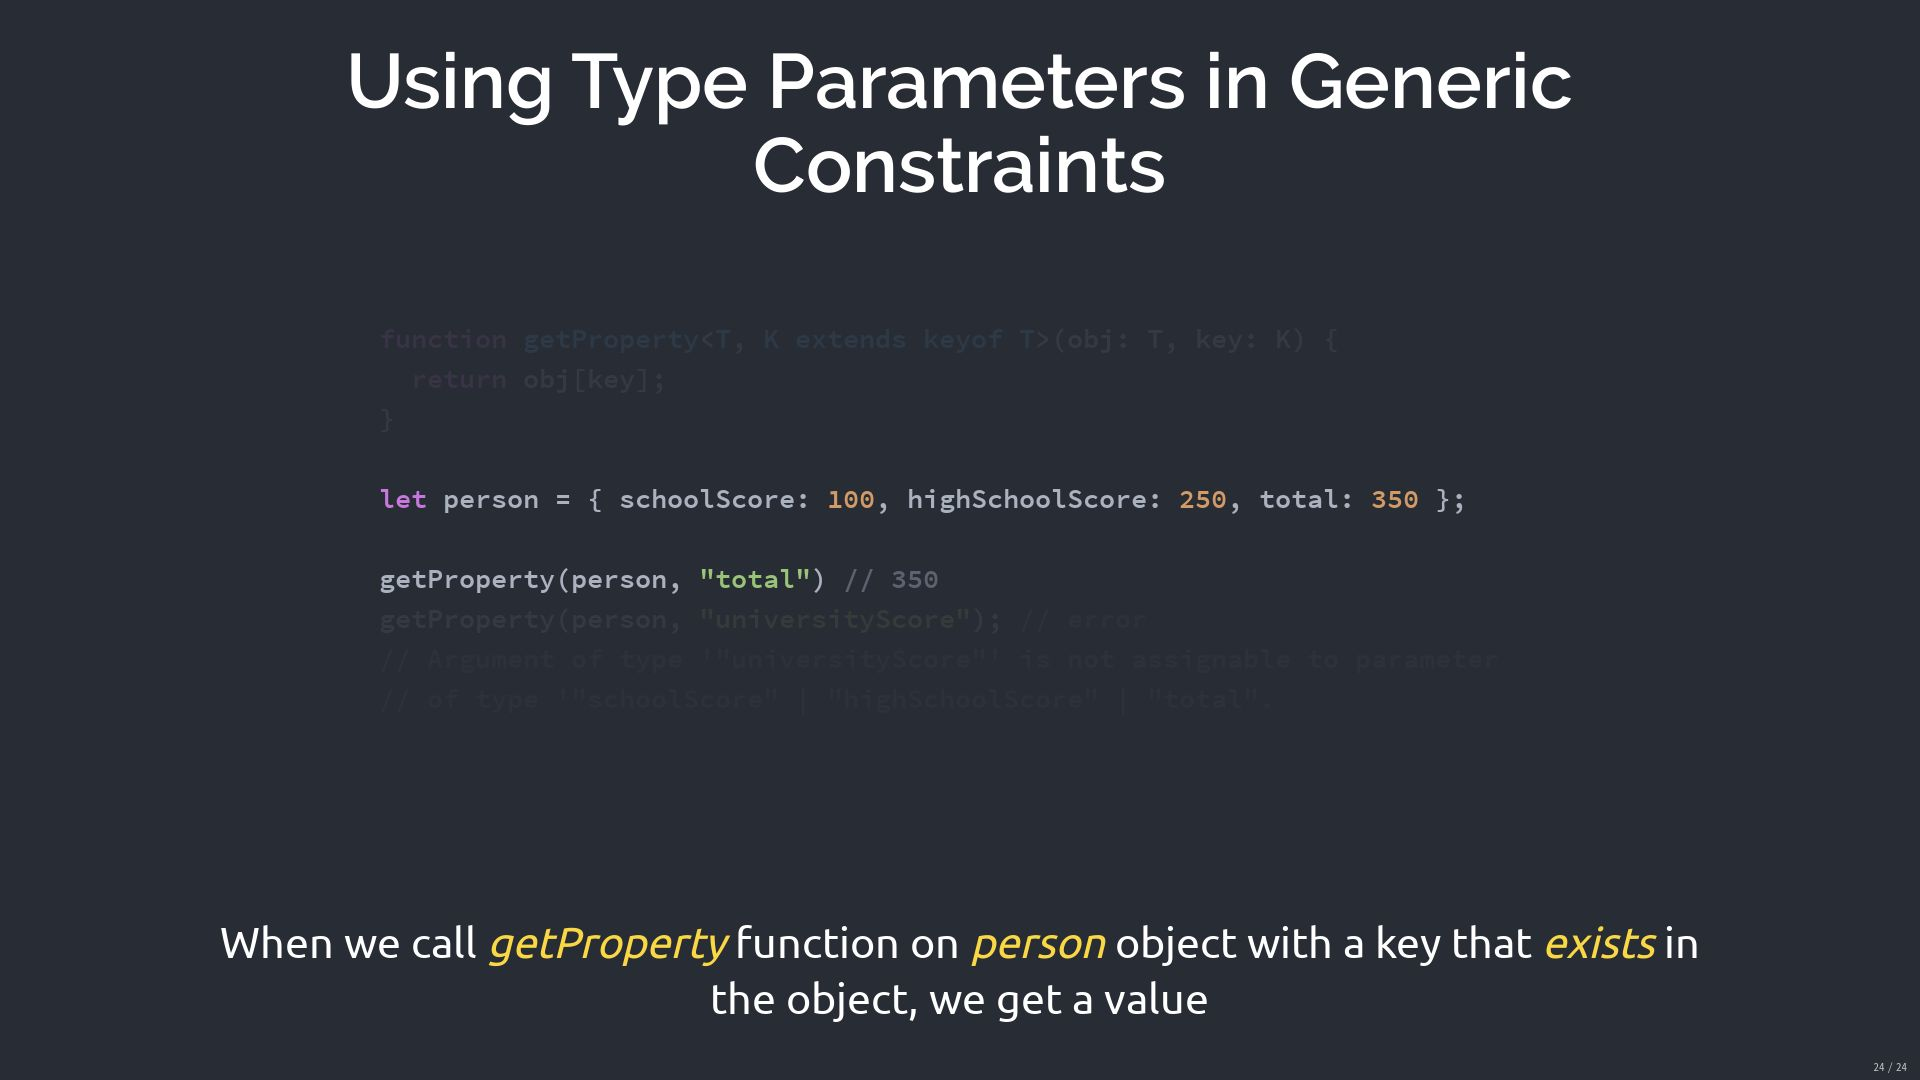 Using Type Parameters in Generic
Constraints
function getProperty<T, K extends keyof T>(obj: T, key: K) {
return obj[key];
}
let person = { schoolScore: 100, highSchoolScore: 250, total: 350 };
getProperty(person, "total") // 350
getProperty(person, "universityScore"); // error
// Argument of type '"universityScore"' is not assignable to parameter
// of type '"schoolScore" | "highSchoolScore" | "total".
When we call getProperty function on person object with a key that exists in
the object, we get a value
24 / 24